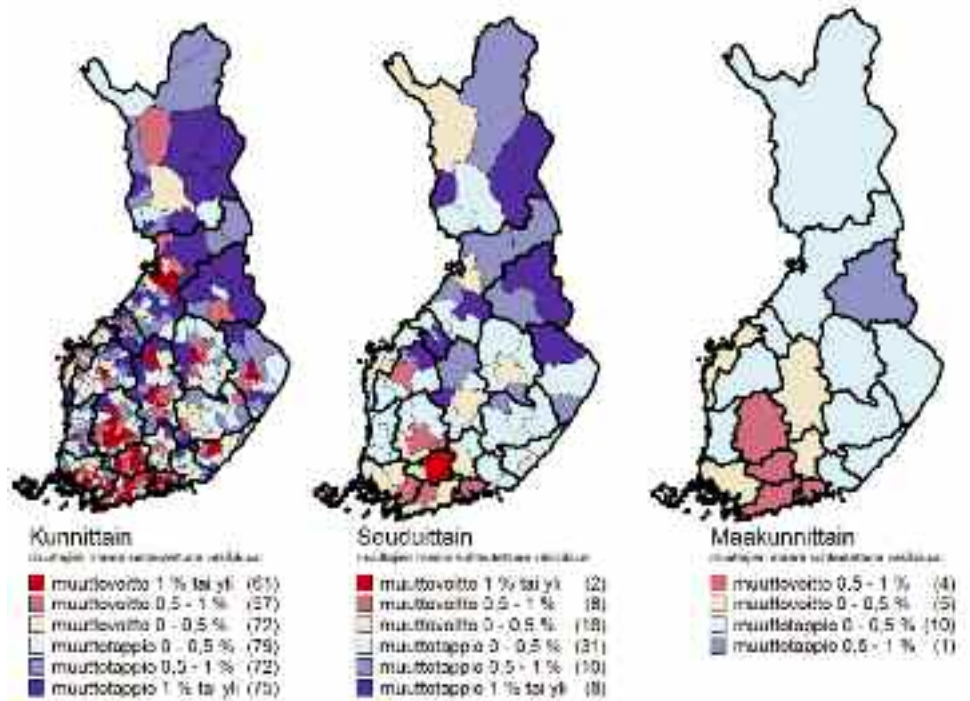 Kunnittain
muuttovoitto 1 % tai yli (61)
muuttovoitto 0,5 - 1 % (57)
muuttovoitto 0 - 0,5 % (72)
muuttotappio 0 - 0,5 %
muuttotappio 0,5 - 1 % (72)
muuttotappio 1 % tai yli (75)
Seuduittain
muuttovoitto 1 % tai yli (2)
muuttovoitto 0,5 - 1 % (8)
muuttovoitto 0 - 0,5 % (18)
muuttotappio 0 - 0,5 % (31)
muuttotappio 0,5 - 1 % (10)
muuttotappio 1 % tai yli (8)
Maakunnittain
muuttovoitto 0,5 - 1 % (4)
muuttovoitto 0 - 0,5 % (5)
muuttotappio 0 - 0,5 % (10)
muuttotappio 0,5 - 1 % (1)